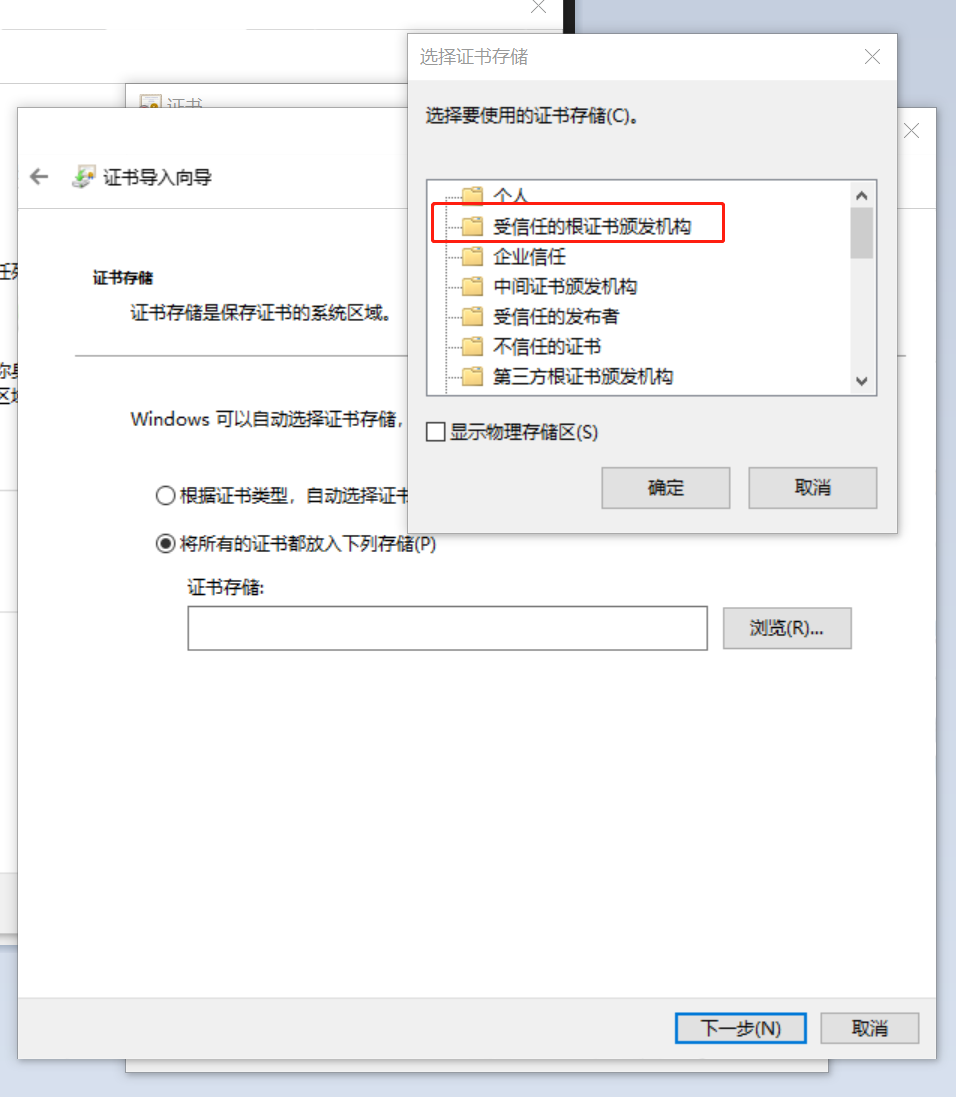 选择证书存储
选择要使用的证书存储(C)。
个人
受信任的根证书颁发机构
企业信任
中间证书颁发机构
受信任的发布者
不信任的证书
第三方根证书颁发机构
显示物理存储区(S)
确定
取消
证书
证书导入向导
证书存储
证书存储是保存证书的系统区域。
Windows 可以自动选择证书存储，
根据证书类型，自动选择证书
将所有的证书都放入下列存储(P)
证书存储:
浏览(R)...
下一步(N)
取消